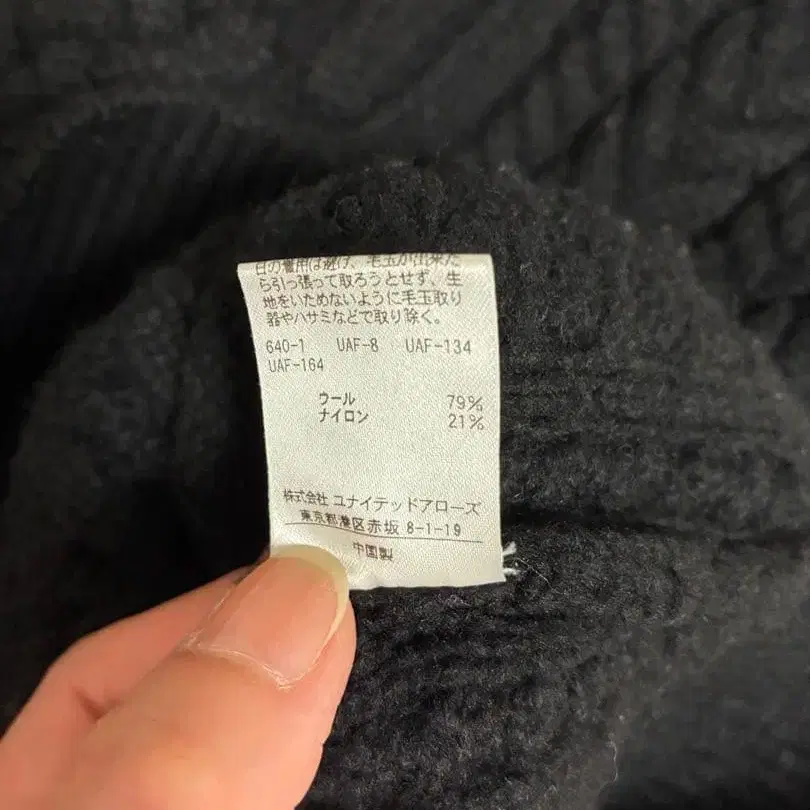 日の着用は避け、毛玉が出来た
ら引っ張って取ろうとせず、生
地をいためないように毛玉取り
器やハサミなどで取り除く。
640-1 UAF-8 UAF-134
UAF-164
ウール 79%
ナイロン 21%
株式会社 ユナイテッドアローズ
東京都港区赤坂 8-1-19
中国製